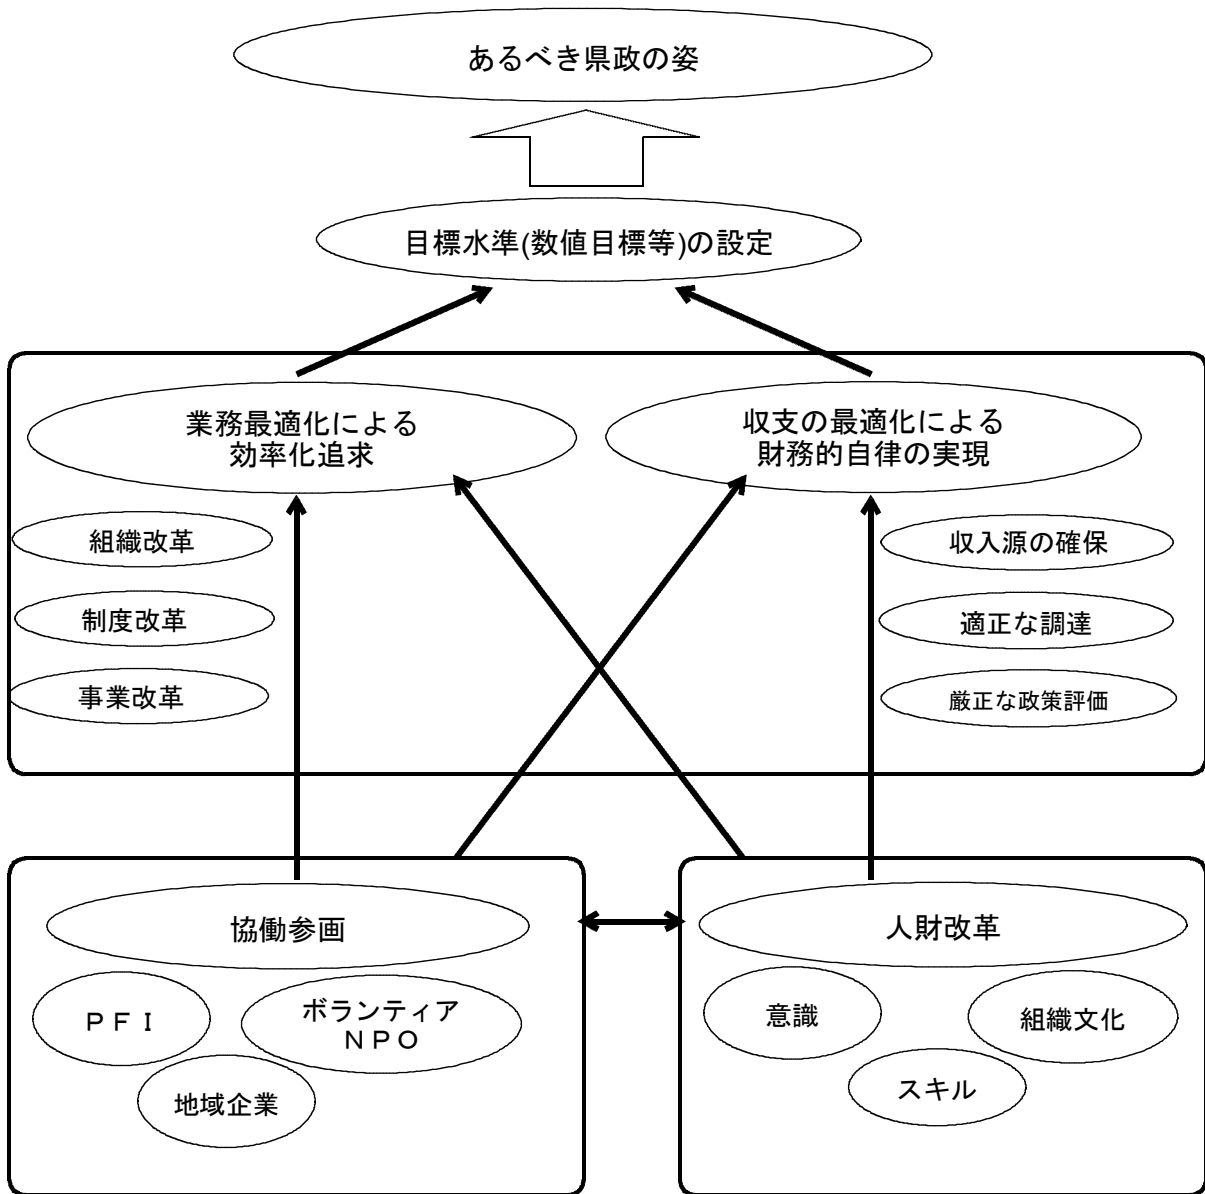 あるべき県政の姿
目標水準(数値目標等)の設定
業務最適化による
効率化追求
収支の最適化による
財務的自律の実現
組織改革
制度改革
事業改革
収入源の確保
適正な調達
厳正な政策評価
協働参画
ＰＦＩ
ボランティア
ＮＰＯ
地域企業
人財改革
意識
組織文化
スキル